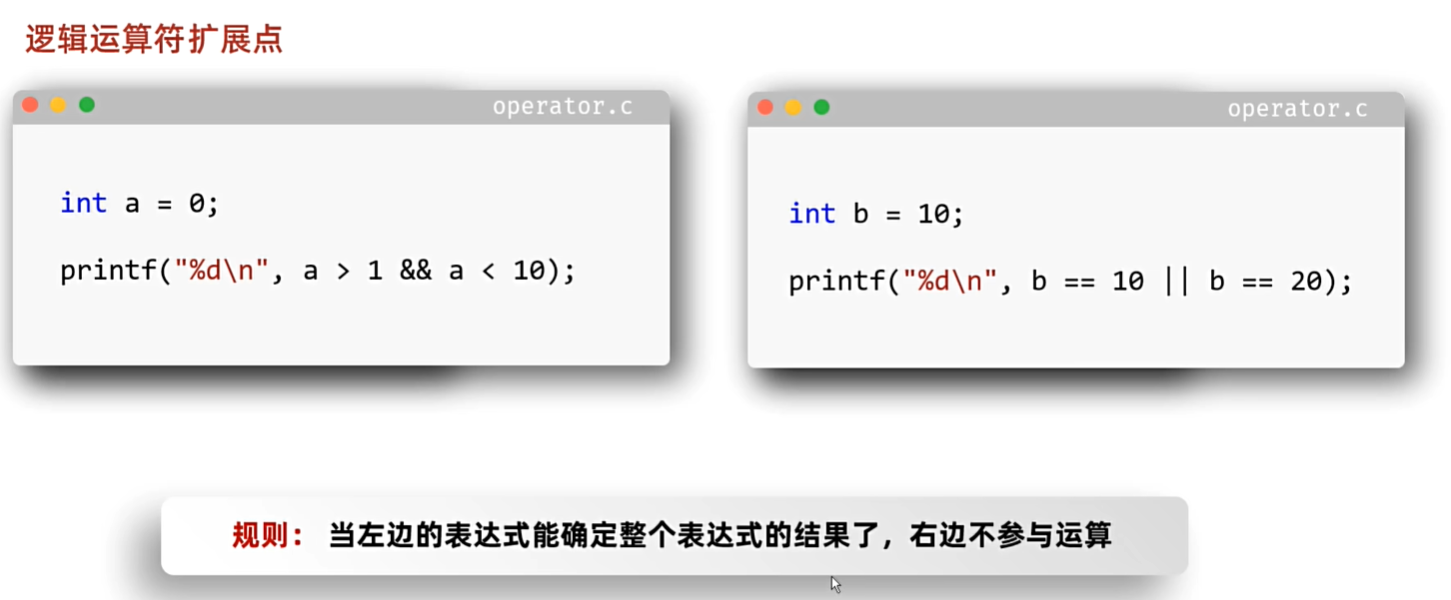 逻辑运算符扩展点
operator.c
int a = 0;
printf("%d\n", a > 1 && a < 10);
operator.c
int b = 10;
printf("%d\n", b == 10 || b == 20);
规则： 当左边的表达式能确定整个表达式的结果了，右边不参与运算